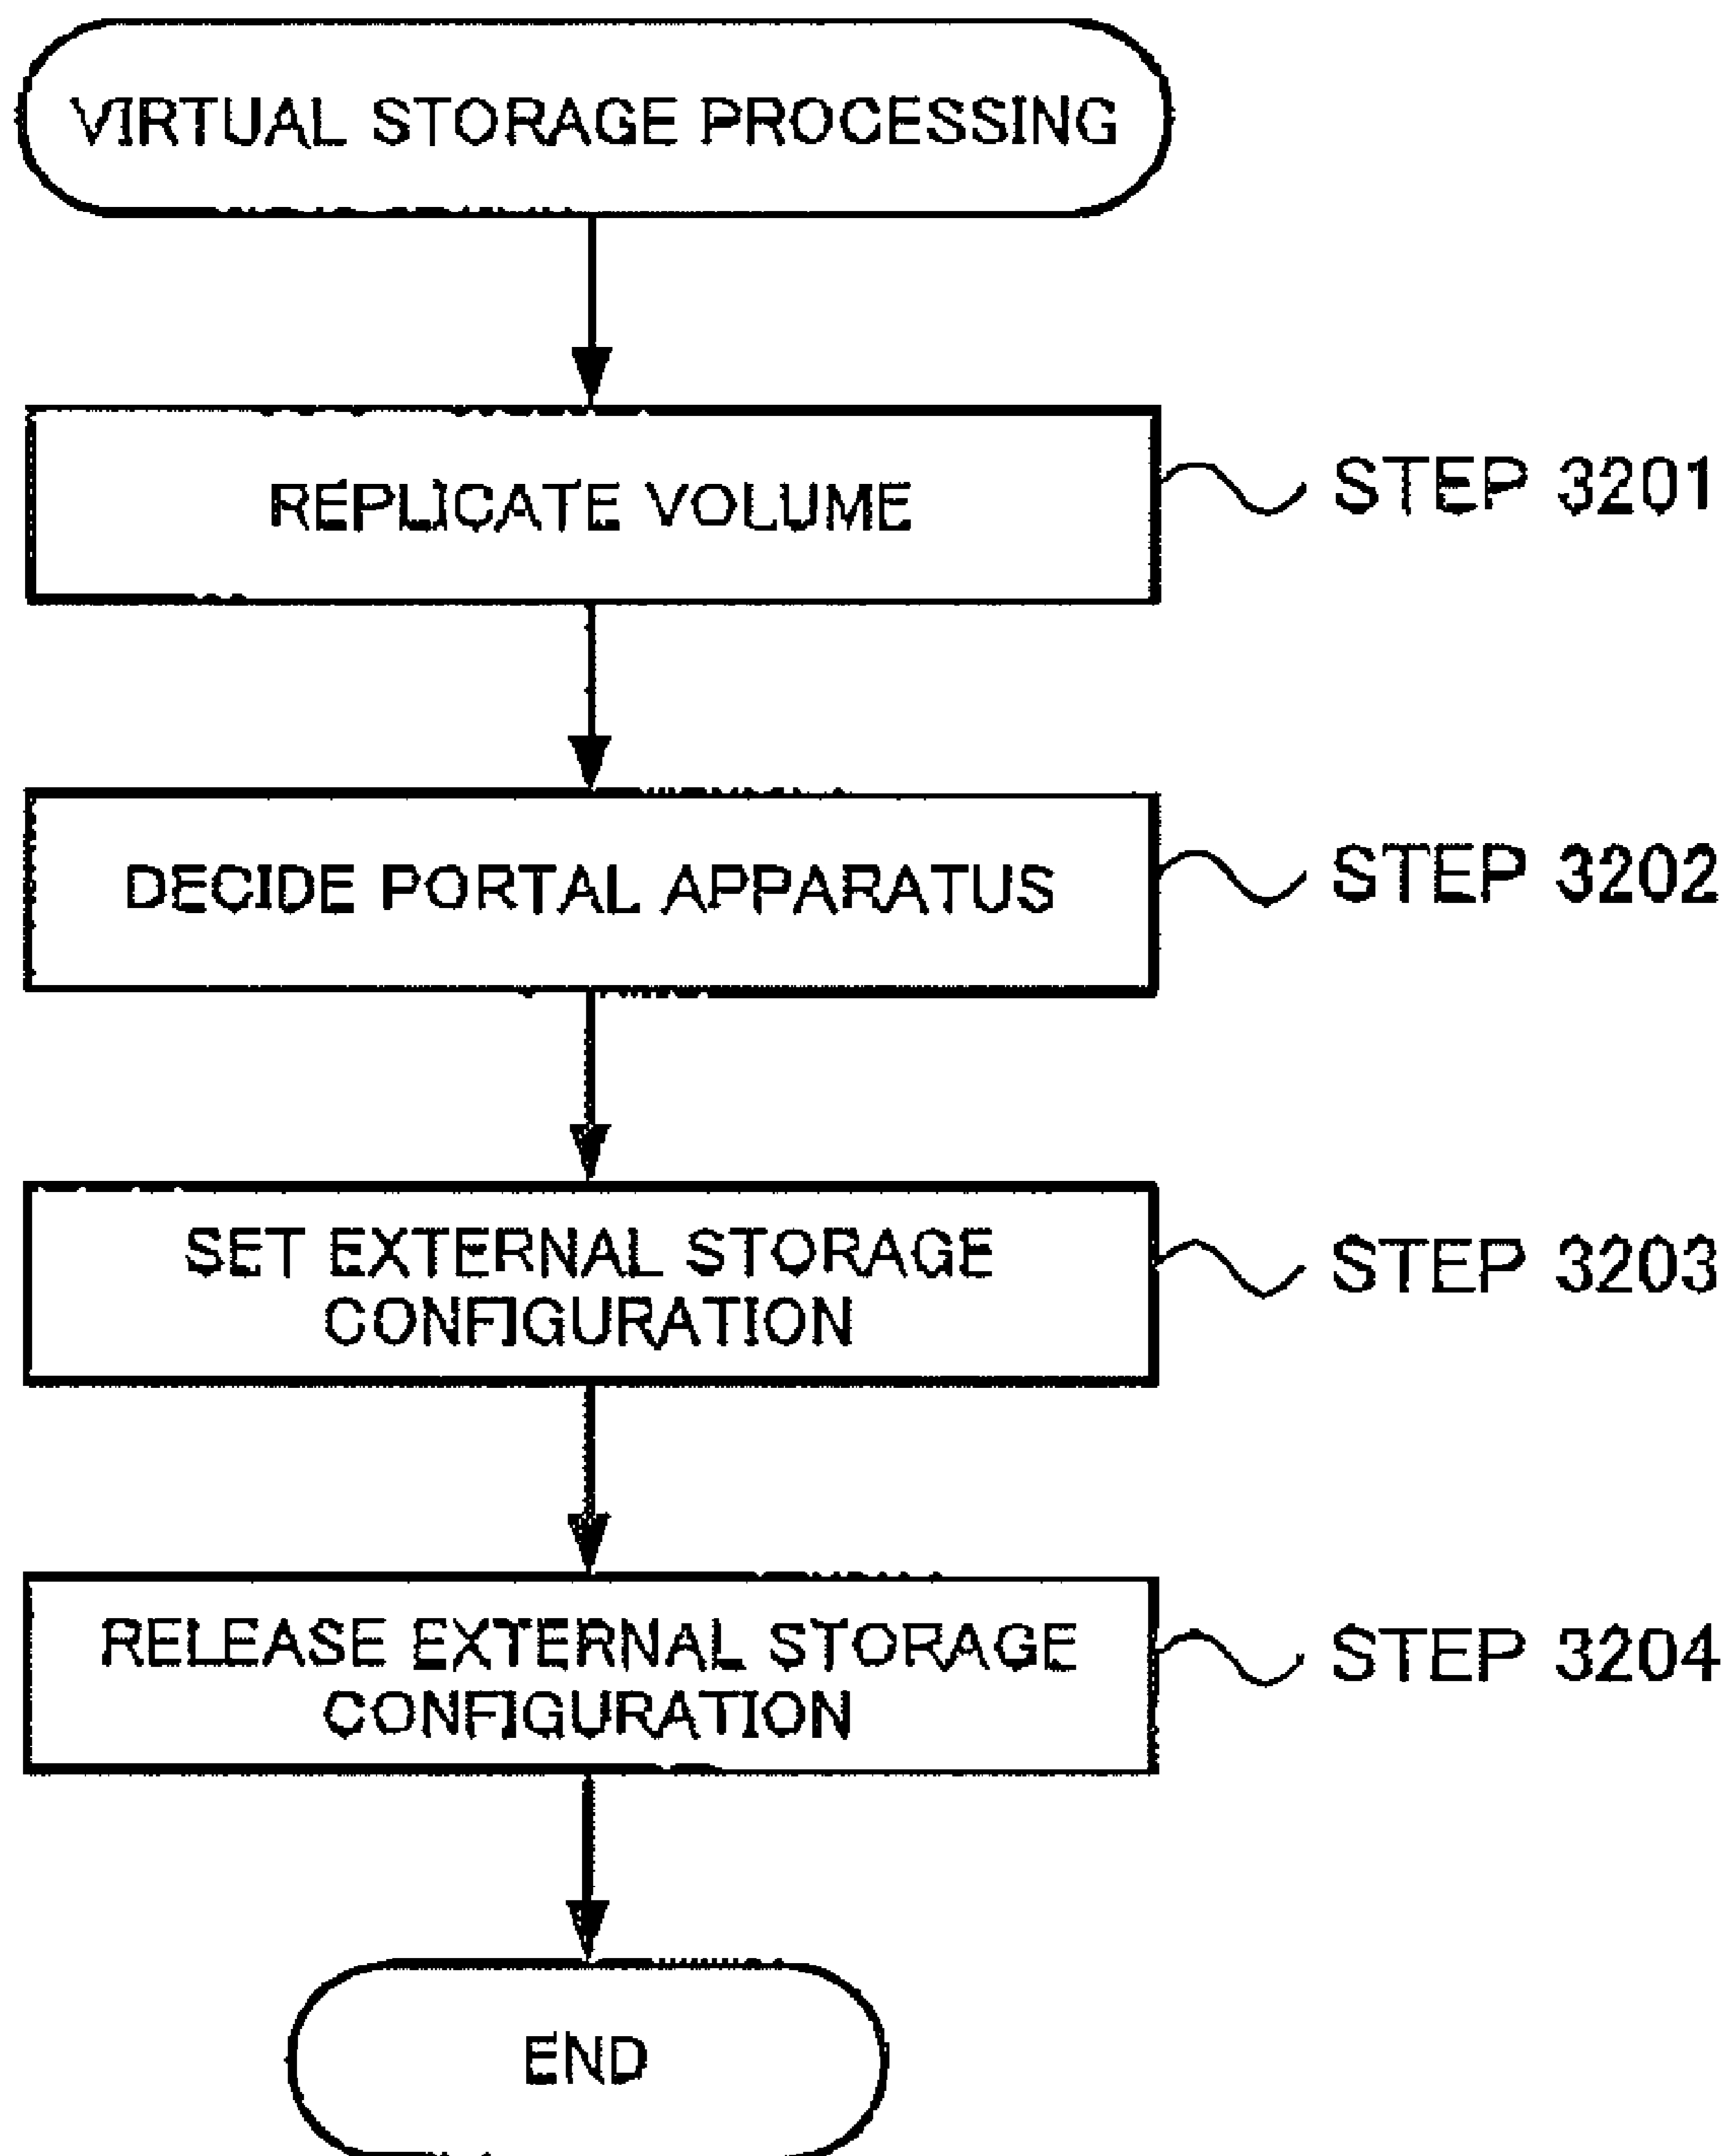 VIRTUAL STORAGE PROCESSING
REPLICATE VOLUME
STEP 3201
DECIDE PORTAL APPARATUS
STEP 3202
SET EXTERNAL STORAGE
CONFIGURATION
STEP 3203
RELEASE EXTERNAL STORAGE
CONFIGURATION
STEP 3204
END